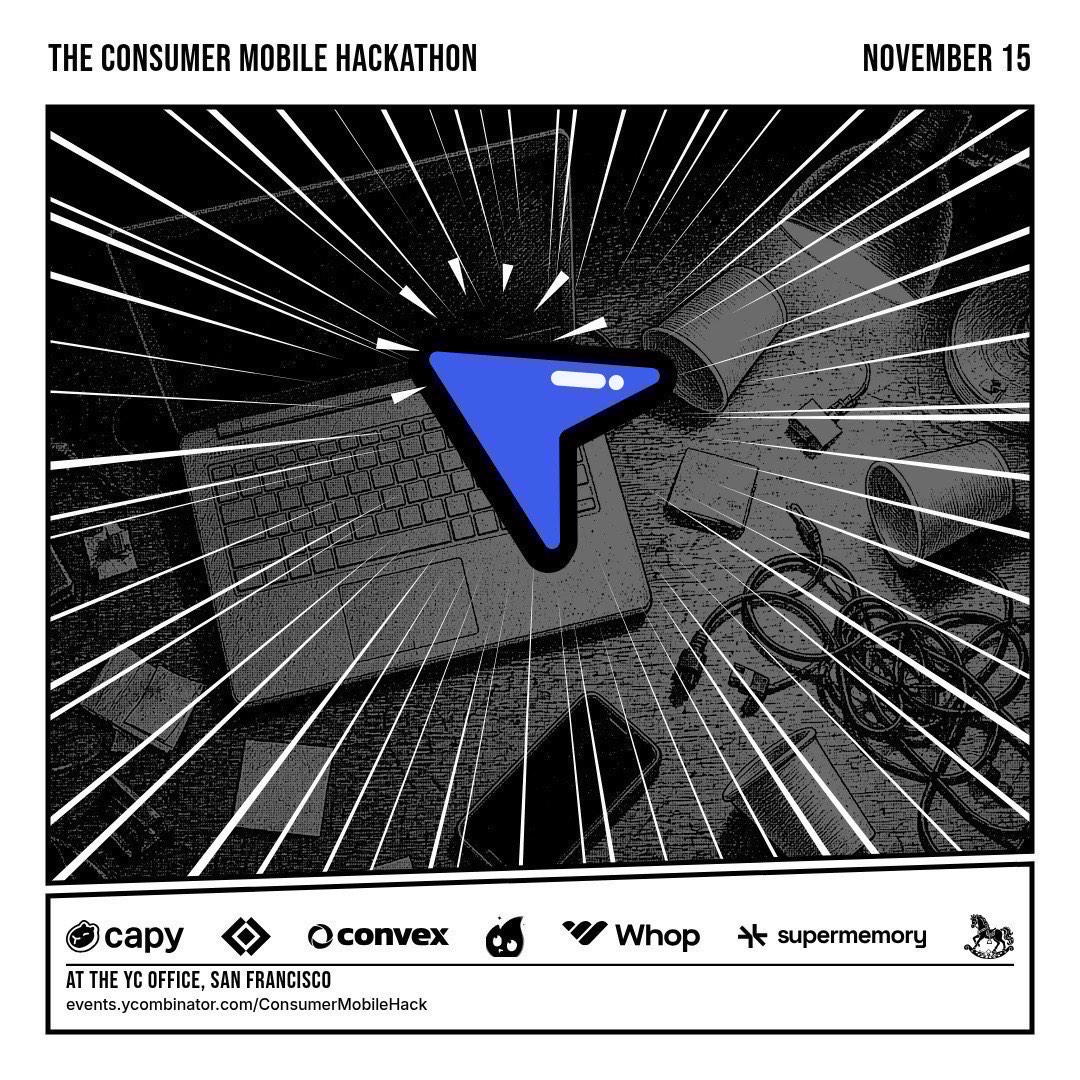 THE CONSUMER MOBILE HACKATHON
NOVEMBER 15
capy
convex
Whop
supermemory
AT THE YC OFFICE, SAN FRANCISCO
events.ycombinator.com/ConsumerMobileHack